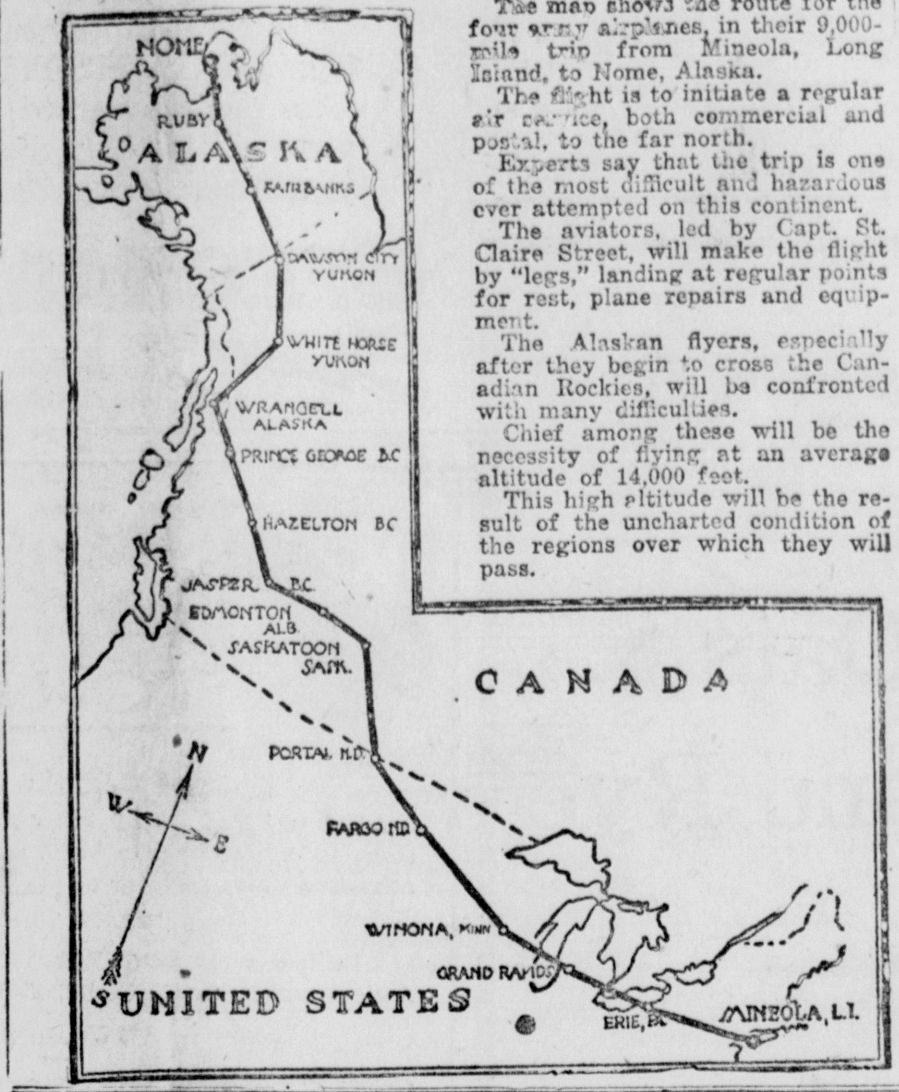 The map shows the route for the
four army airplanes, in their 9,000-
mile trip from Mineola, Long
Island, to Nome, Alaska.
The flight is to initiate a regular
air service, both commercial and
postal, to the far north.
Experts say that the trip is one
of the most difficult and hazardous
ever attempted on this continent.
The aviators, led by Capt. St.
Claire Street, will make the flight
by "legs," landing at regular points
for rest, plane repairs and equip-
ment.
The Alaskan flyers, especially
after they begin to cross the Can-
adian Rockies, will be confronted
with many difficulties.
Chief among these will be the
necessity of flying at an average
altitude of 14,000 feet.
This high altitude will be the re-
sult of the uncharted condition of
the regions over which they will
pass.
NOME
RUBY
ALASKA
FAIRBANKS
DAWSON CITY
YUKON
WHITE HORSE
YUKON
WRANGELL
ALASKA
PRINCE GEORGE B.C
HAZELTON BC
JASPER B.C.
EDMONTON
ALB
SASKATOON
SASK.
CANADA
PORTAL N.D.
N
W
E
S
FARGO N.D.
WINONA, MINN
GRAND RAPIDS
UNITED STATES
ERIE, PA
MINEOLA, L.I.